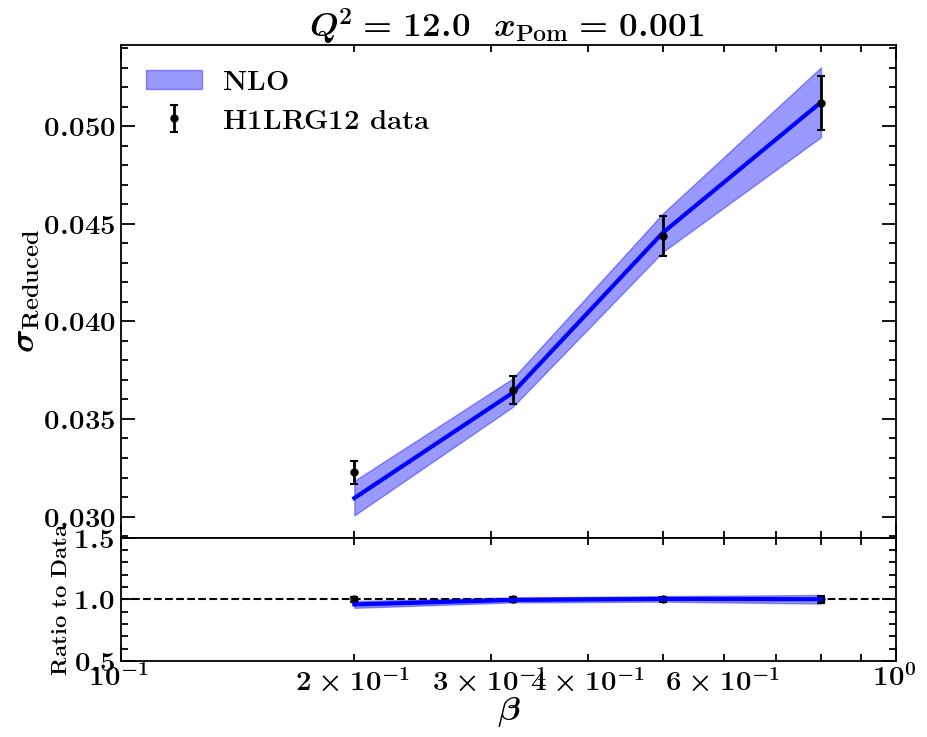 Q² = 12.0 x_Pom = 0.001
NLO
H1LRG12 data
0.050
0.045
0.040
0.035
0.030
σ_Reduced
1.5
1.0
0.5
Ratio to Data
10⁻¹
2 × 10⁻¹
3 × 10⁻¹
4 × 10⁻¹
6 × 10⁻¹
10⁰
β